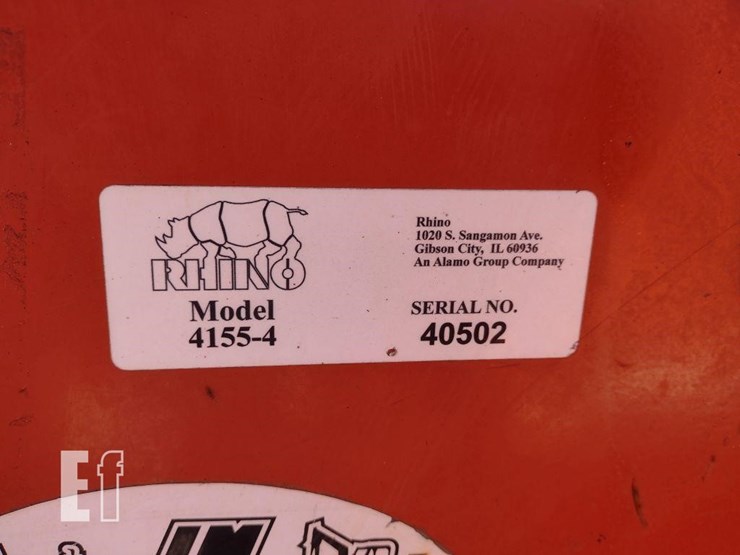 RHINO
Model
4155-4
Rhino
1020 S. Sangamon Ave.
Gibson City, IL 60936
An Alamo Group Company
SERIAL NO.
40502
Ef